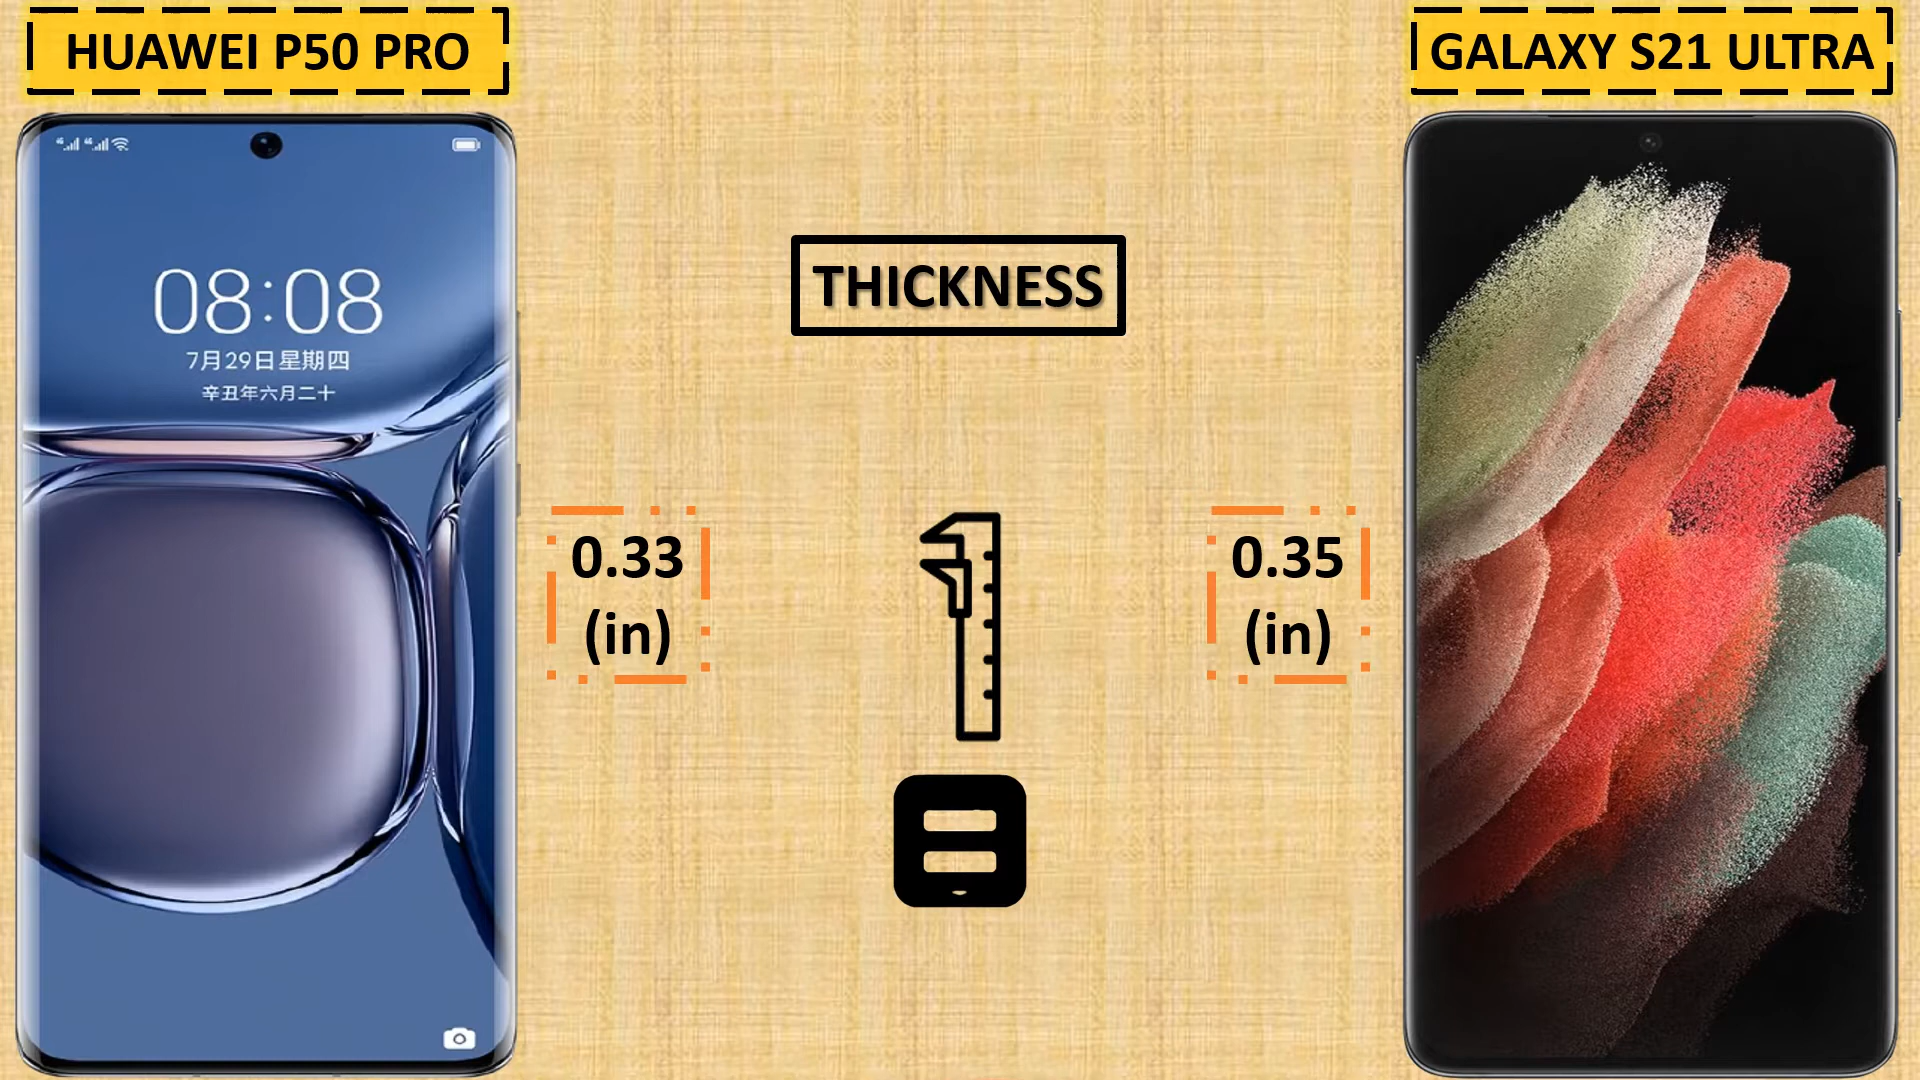 HUAWEI P50 PRO
GALAXY S21 ULTRA
08:08
7月29日星期四
辛丑年六月二十
THICKNESS
0.33
(in)
0.35
(in)